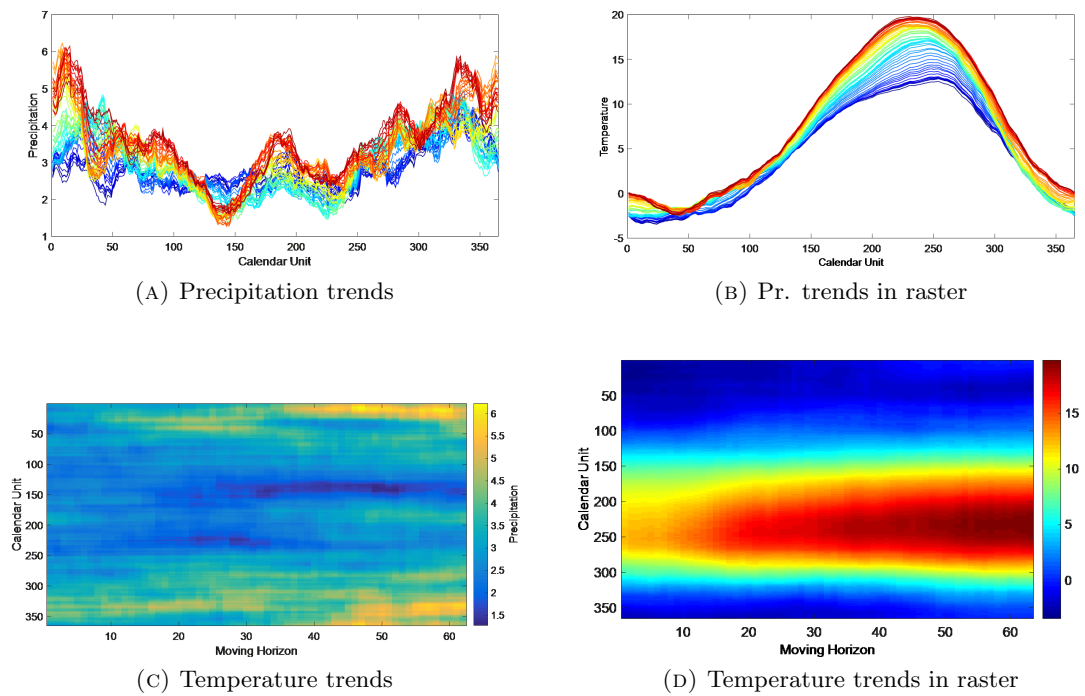 7
6
5
4
3
2
1
Precipitation
0 50 100 150 200 250 300 350
Calendar Unit
(A) Precipitation trends
20
15
10
5
0
-5
Temperature
0 50 100 150 200 250 300 350
Calendar Unit
(B) Pr. trends in raster
50
100
150
200
250
300
350
Calendar Unit
10 20 30 40 50 60
Moving Horizon
6
5.5
5
4.5
4
3.5
3
2.5
2
1.5
Precipitation
(C) Temperature trends
50
100
150
200
250
300
350
Calendar Unit
10 20 30 40 50 60
Moving Horizon
15
10
5
0
(D) Temperature trends in raster